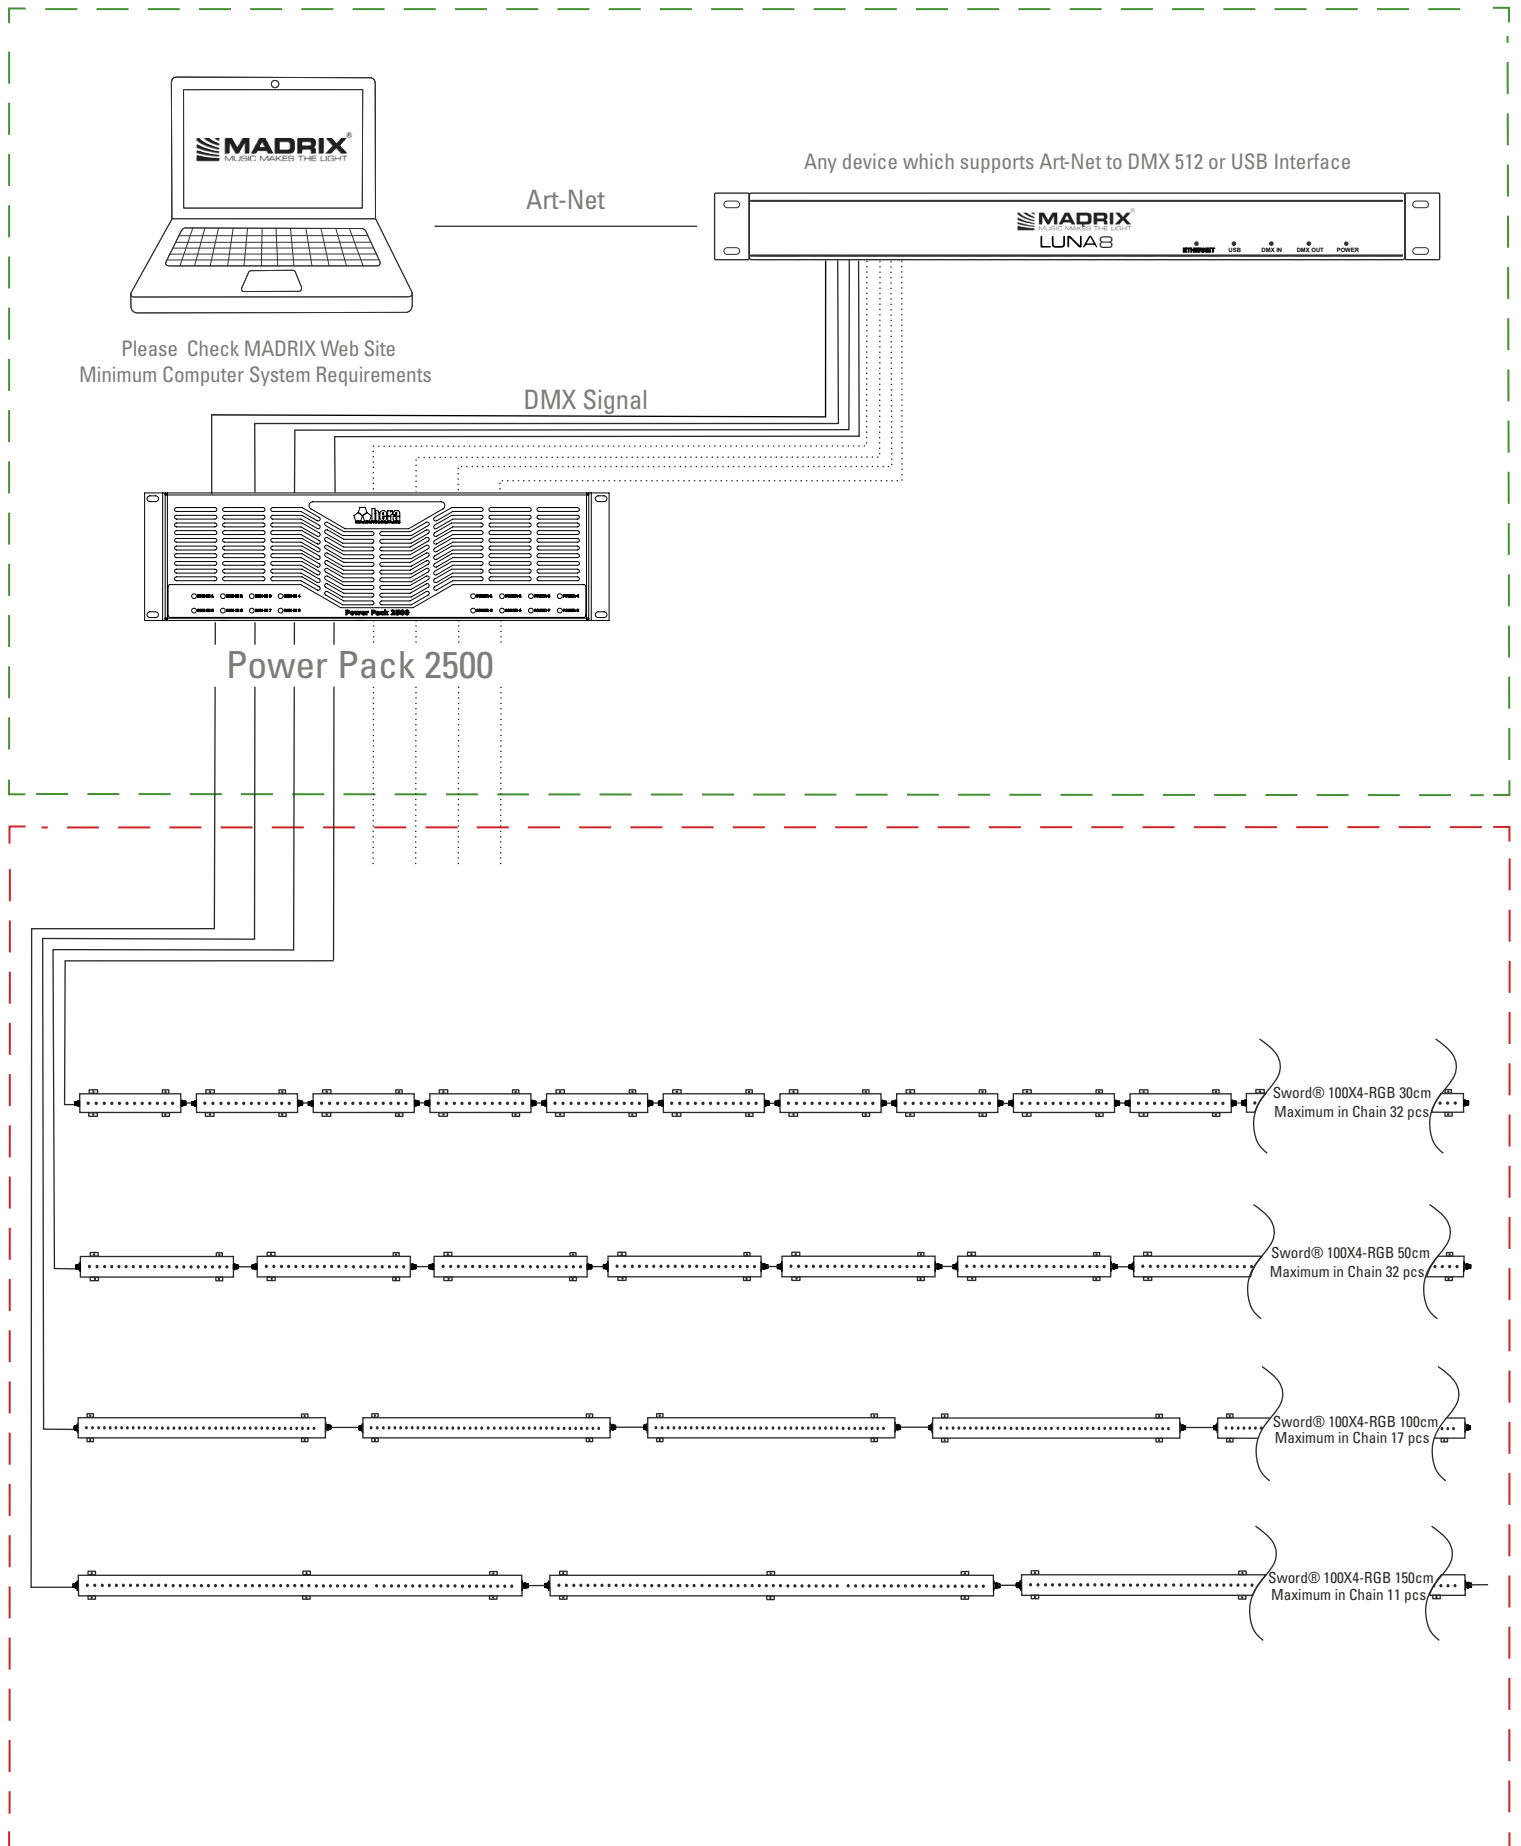 MADRIX®
MUSIC MAKES THE LIGHT
Please Check MADRIX Web Site
Minimum Computer System Requirements
Art-Net
Any device which supports Art-Net to DMX 512 or USB Interface
MADRIX®
MUSIC MAKES THE LIGHT
LUNA8
ETHERNET USB DMX IN DMX OUT POWER
DMX Signal
hera
Power Pack 2500
Power Pack 2500
Sword® 100X4-RGB 30cm
Maximum in Chain 32 pcs
Sword® 100X4-RGB 50cm
Maximum in Chain 32 pcs
Sword® 100X4-RGB 100cm
Maximum in Chain 17 pcs
Sword® 100X4-RGB 150cm
Maximum in Chain 11 pcs